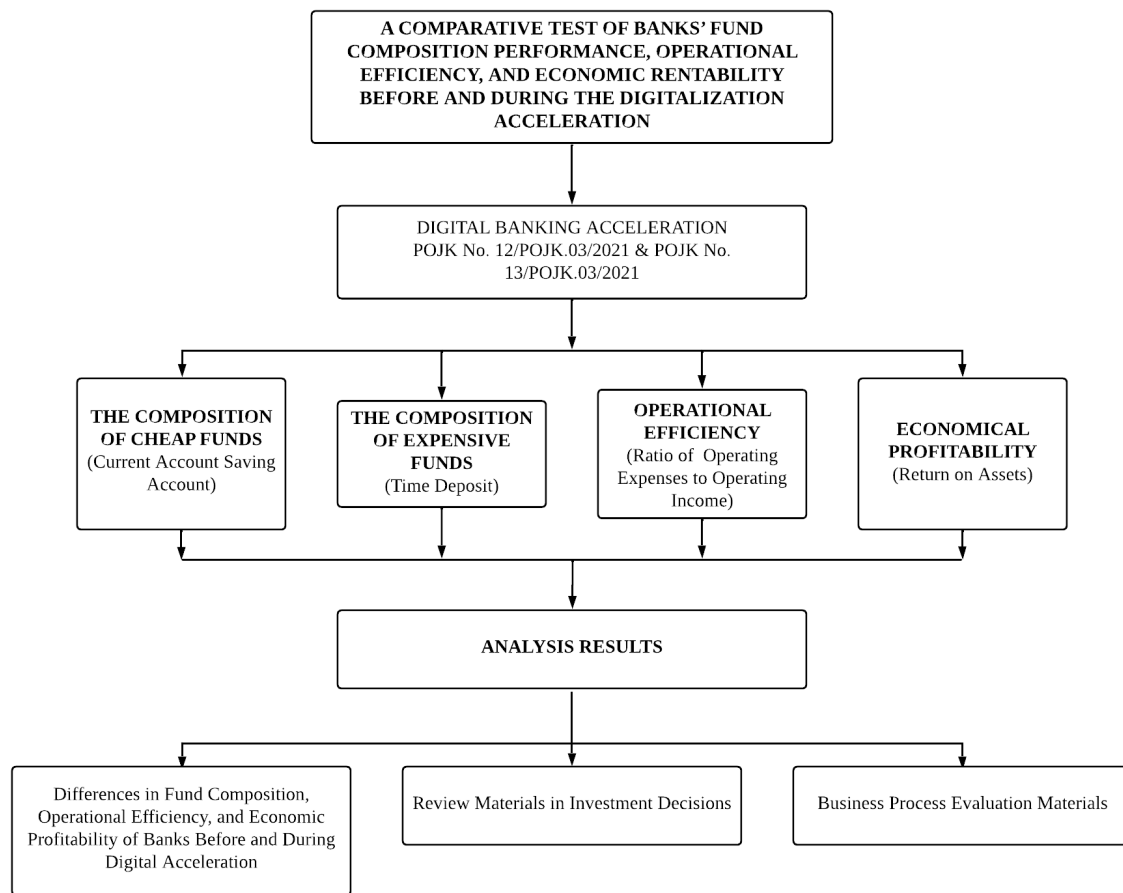 A COMPARATIVE TEST OF BANKS’ FUND
COMPOSITION PERFORMANCE, OPERATIONAL
EFFICIENCY, AND ECONOMIC RENTABILITY
BEFORE AND DURING THE DIGITALIZATION
ACCELERATION
DIGITAL BANKING ACCELERATION
POJK No. 12/POJK.03/2021 & POJK No.
13/POJK.03/2021
THE COMPOSITION
OF CHEAP FUNDS
(Current Account Saving
Account)
THE COMPOSITION
OF EXPENSIVE
FUNDS
(Time Deposit)
OPERATIONAL
EFFICIENCY
(Ratio of Operating
Expenses to Operating
Income)
ECONOMICAL
PROFITABILITY
(Return on Assets)
ANALYSIS RESULTS
Differences in Fund Composition,
Operational Efficiency, and Economic
Profitability of Banks Before and During
Digital Acceleration
Review Materials in Investment Decisions
Business Process Evaluation Materials